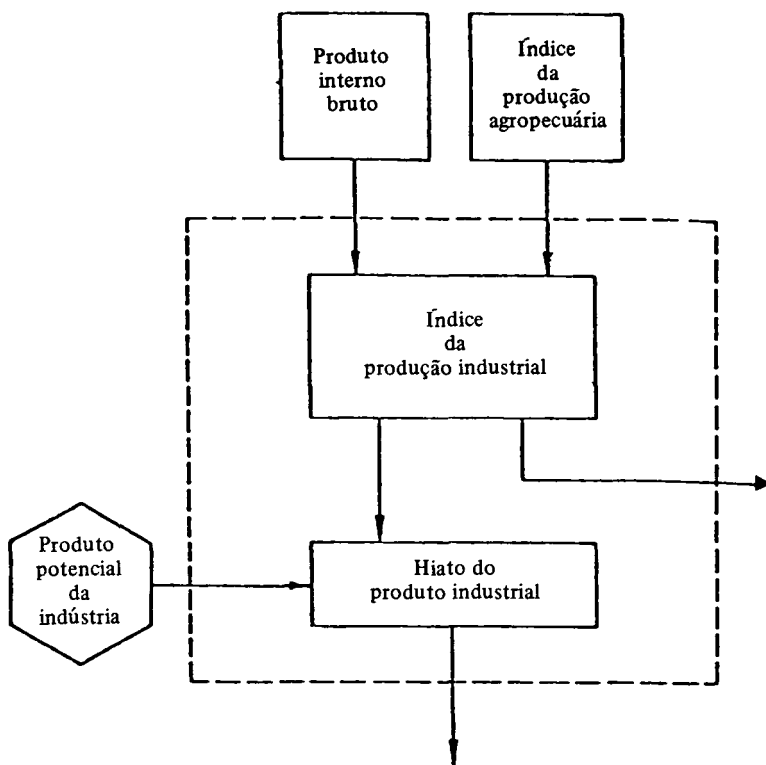 Produto
interno
bruto
Índice
da
produção
agropecuária
Índice
da
produção industrial
Produto
potencial
da
indústria
Hiato do
produto industrial